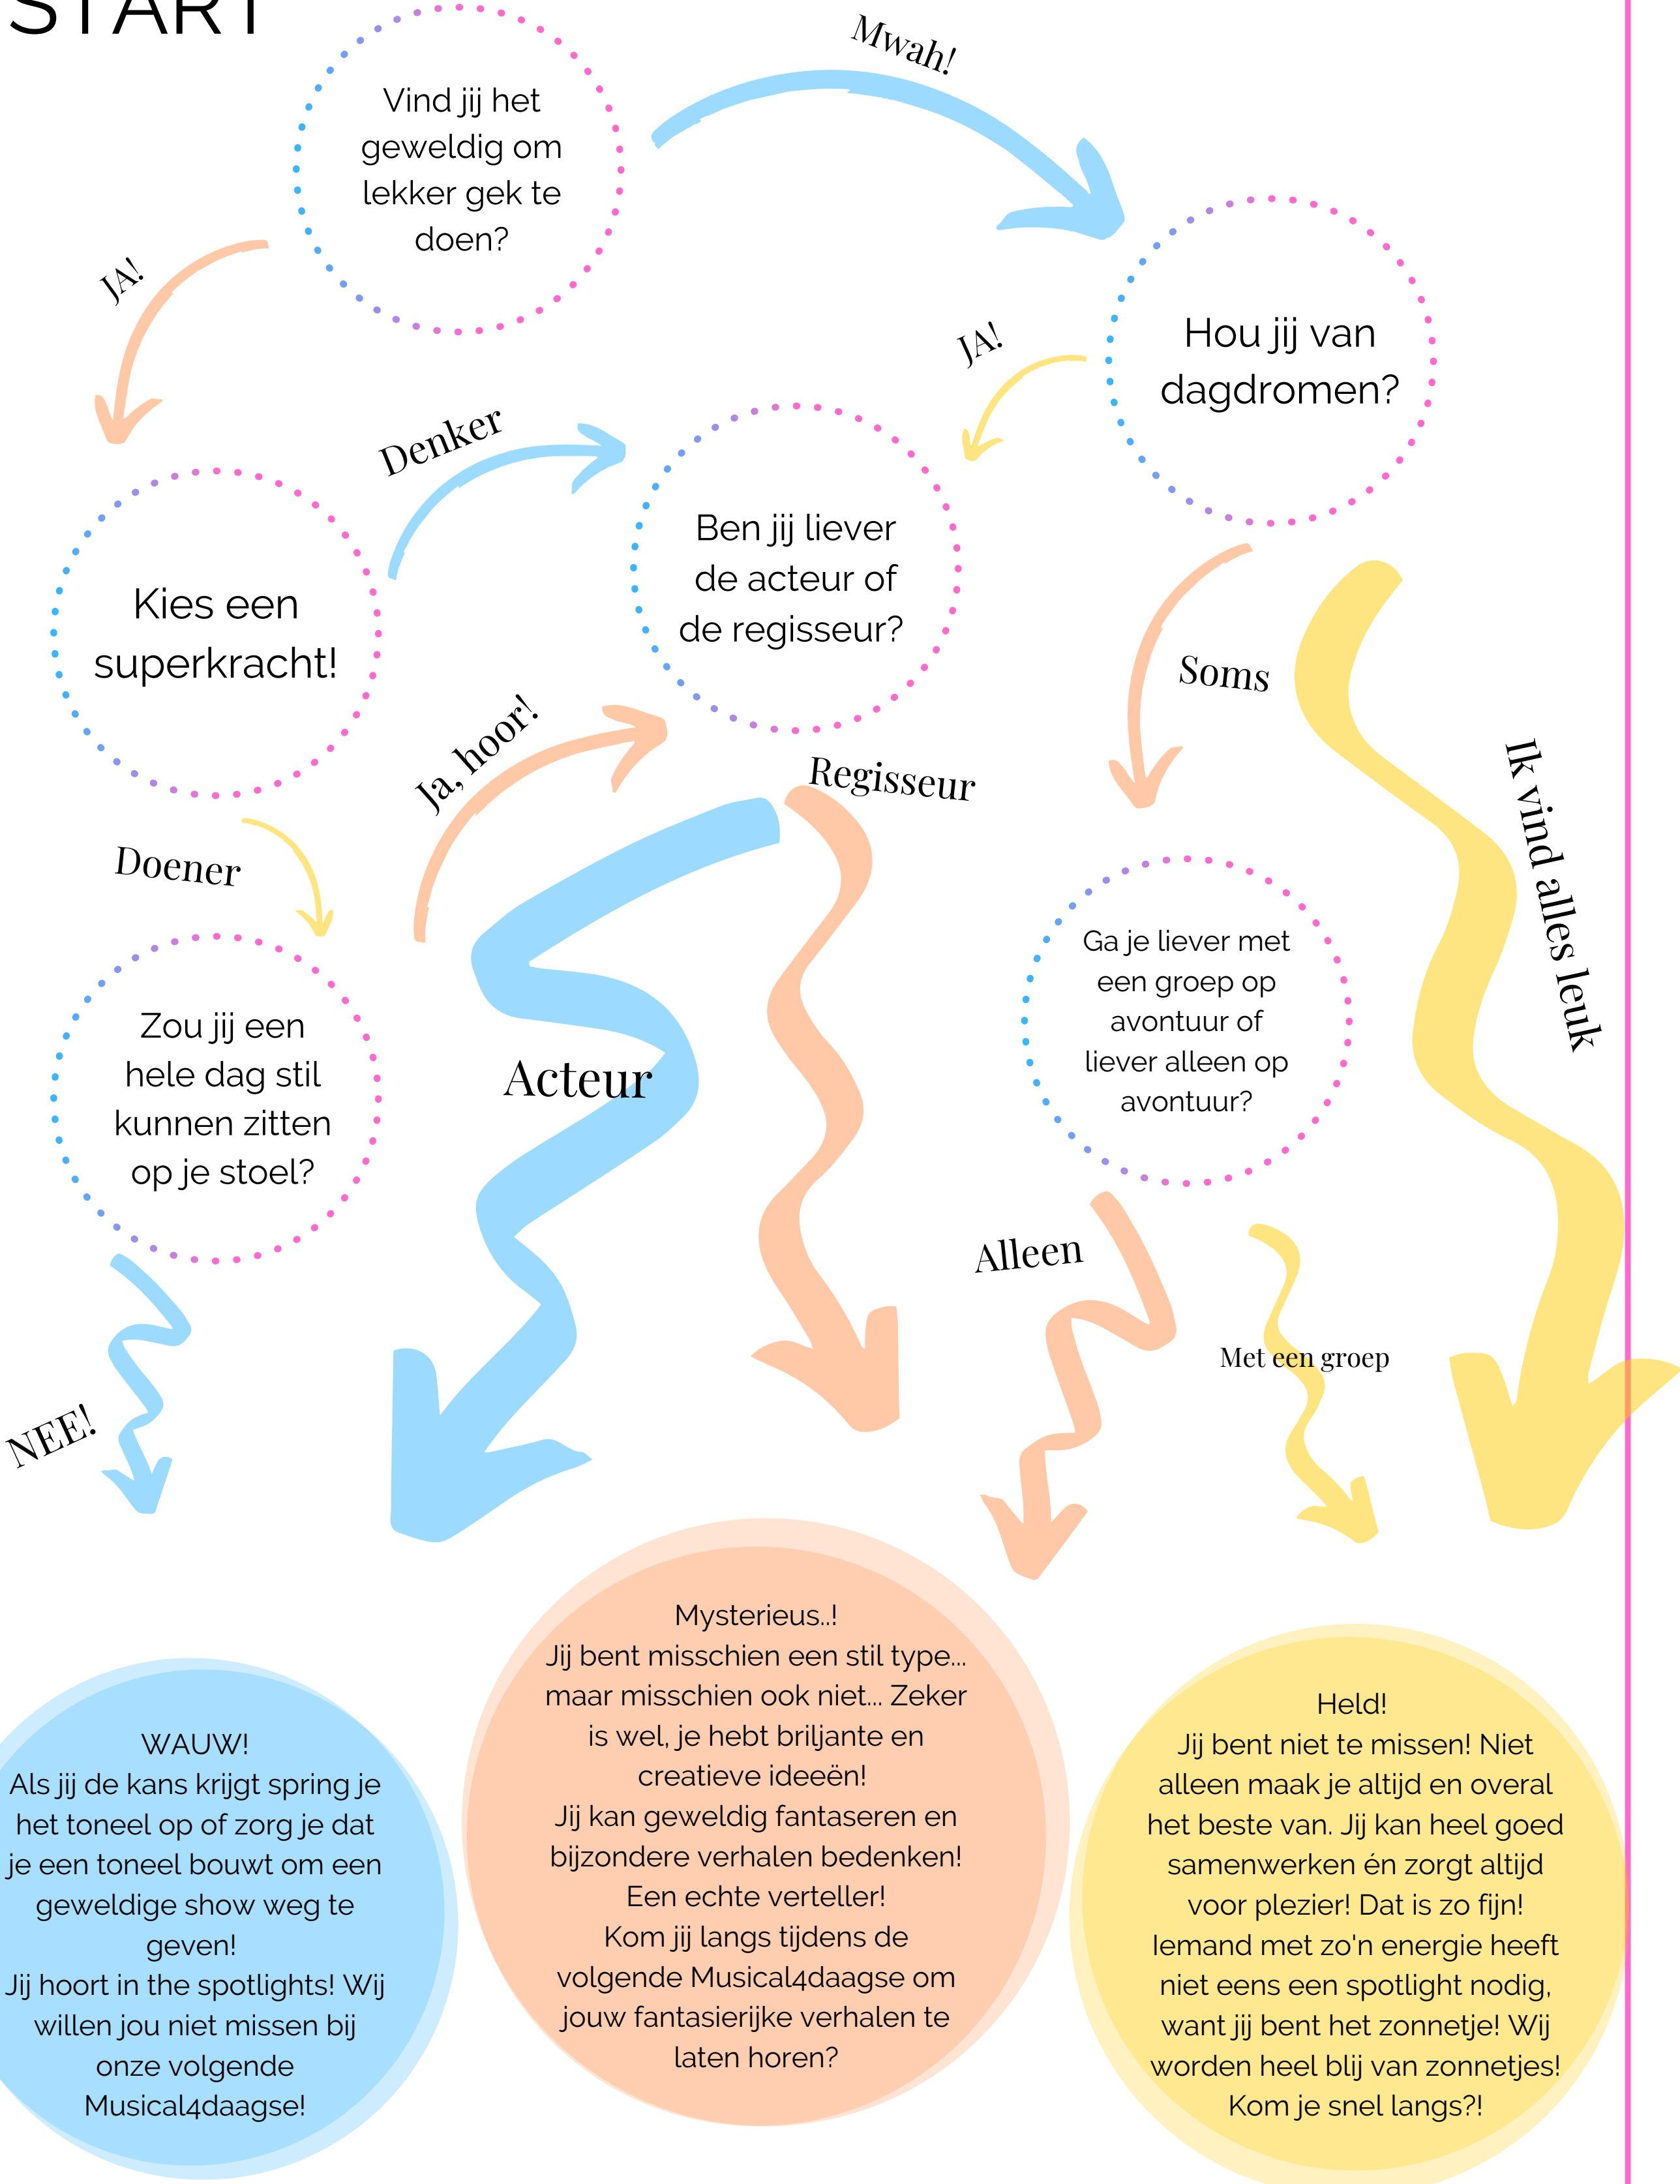 START
Vind jij het
geweldig om
lekker gek te
doen?
Mwah!
JA!
Hou jij van
dagdromen?
JA!
Denker
Ben jij liever
de acteur of
de regisseur?
Kies een
superkracht!
Soms
Ik vind alles leuk
Ja, hoor!
Regisseur
Doener
Ga je liever met
een groep op
avontuur of
liever alleen op
avontuur?
Zou jij een
hele dag stil
kunnen zitten
op je stoel?
Acteur
Alleen
Met een groep
NEE!
WAUW!
Als jij de kans krijgt spring je
het toneel op of zorg je dat
je een toneel bouwt om een
geweldige show weg te
geven!
Jij hoort in the spotlights! Wij
willen jou niet missen bij
onze volgende
Musical4daagse!
Mysterieus..!
Jij bent misschien een stil type...
maar misschien ook niet... Zeker
is wel, je hebt briljante en
creatieve ideeën!
Jij kan geweldig fantaseren en
bijzondere verhalen bedenken!
Een echte verteller!
Kom jij langs tijdens de
volgende Musical4daagse om
jouw fantasierijke verhalen te
laten horen?
Held!
Jij bent niet te missen! Niet
alleen maak je altijd en overal
het beste van. Jij kan heel goed
samenwerken én zorgt altijd
voor plezier! Dat is zo fijn!
Iemand met zo'n energie heeft
niet eens een spotlight nodig,
want jij bent het zonnetje! Wij
worden heel blij van zonnetjes!
Kom je snel langs?!